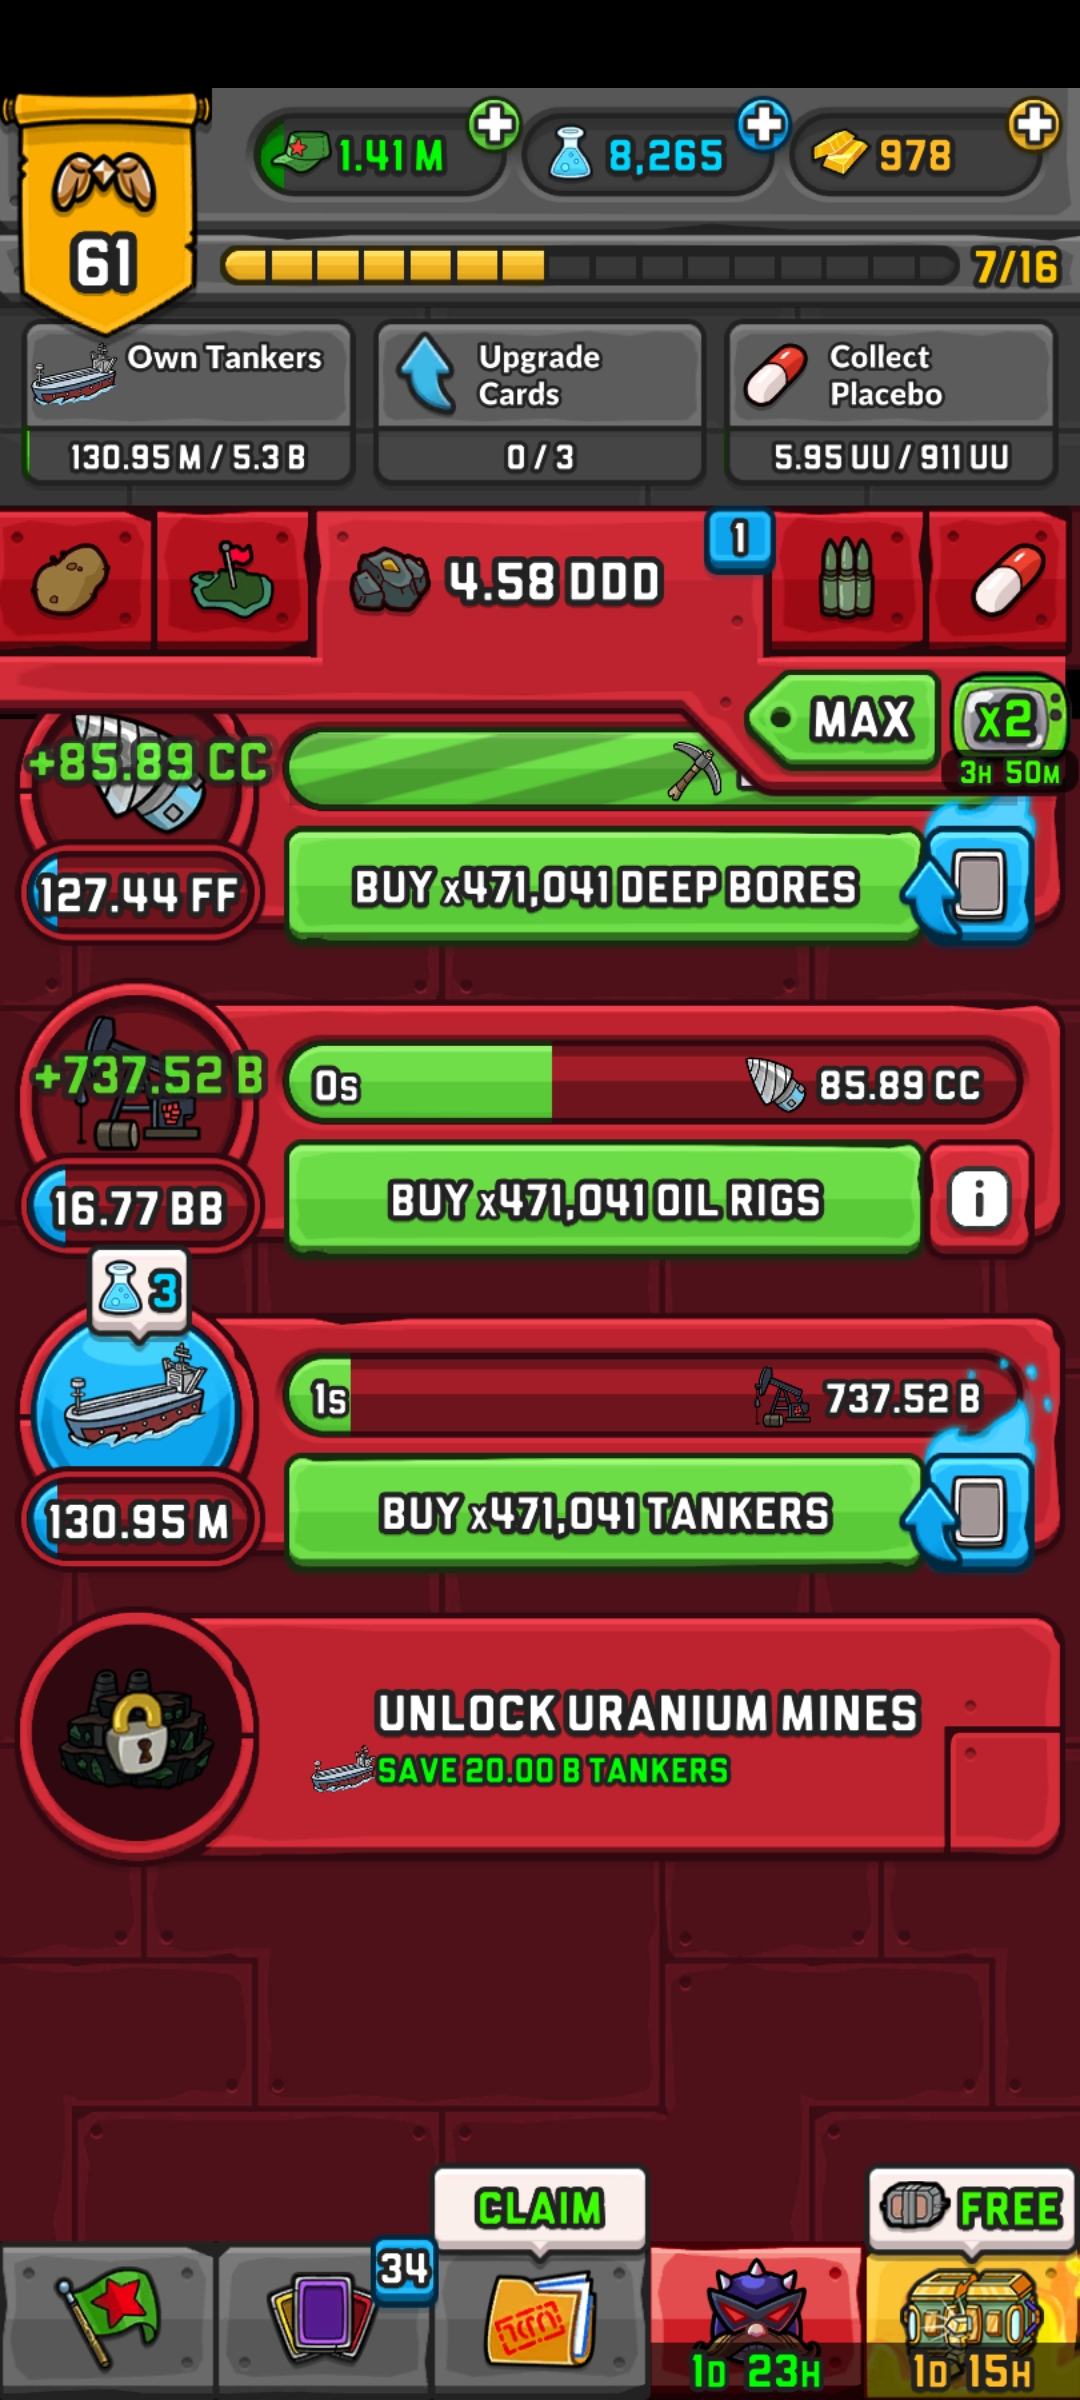 1.41 M
8,265
978
61
7/16
Own Tankers
130.95 M / 5.3 B
Upgrade
Cards
0 / 3
Collect
Placebo
5.95 UU / 911 UU
4.58 DDD
1
MAX
x2
3H 50M
+85.89 CC
127.44 FF
BUY x471,041 DEEP BORES
+737.52 B
0s
85.89 CC
16.77 BB
BUY x471,041 OIL RIGS
i
3
1s
737.52 B
130.95 M
BUY x471,041 TANKERS
UNLOCK URANIUM MINES
SAVE 20.00 B TANKERS
CLAIM
FREE
34
1D 23H
1D 15H